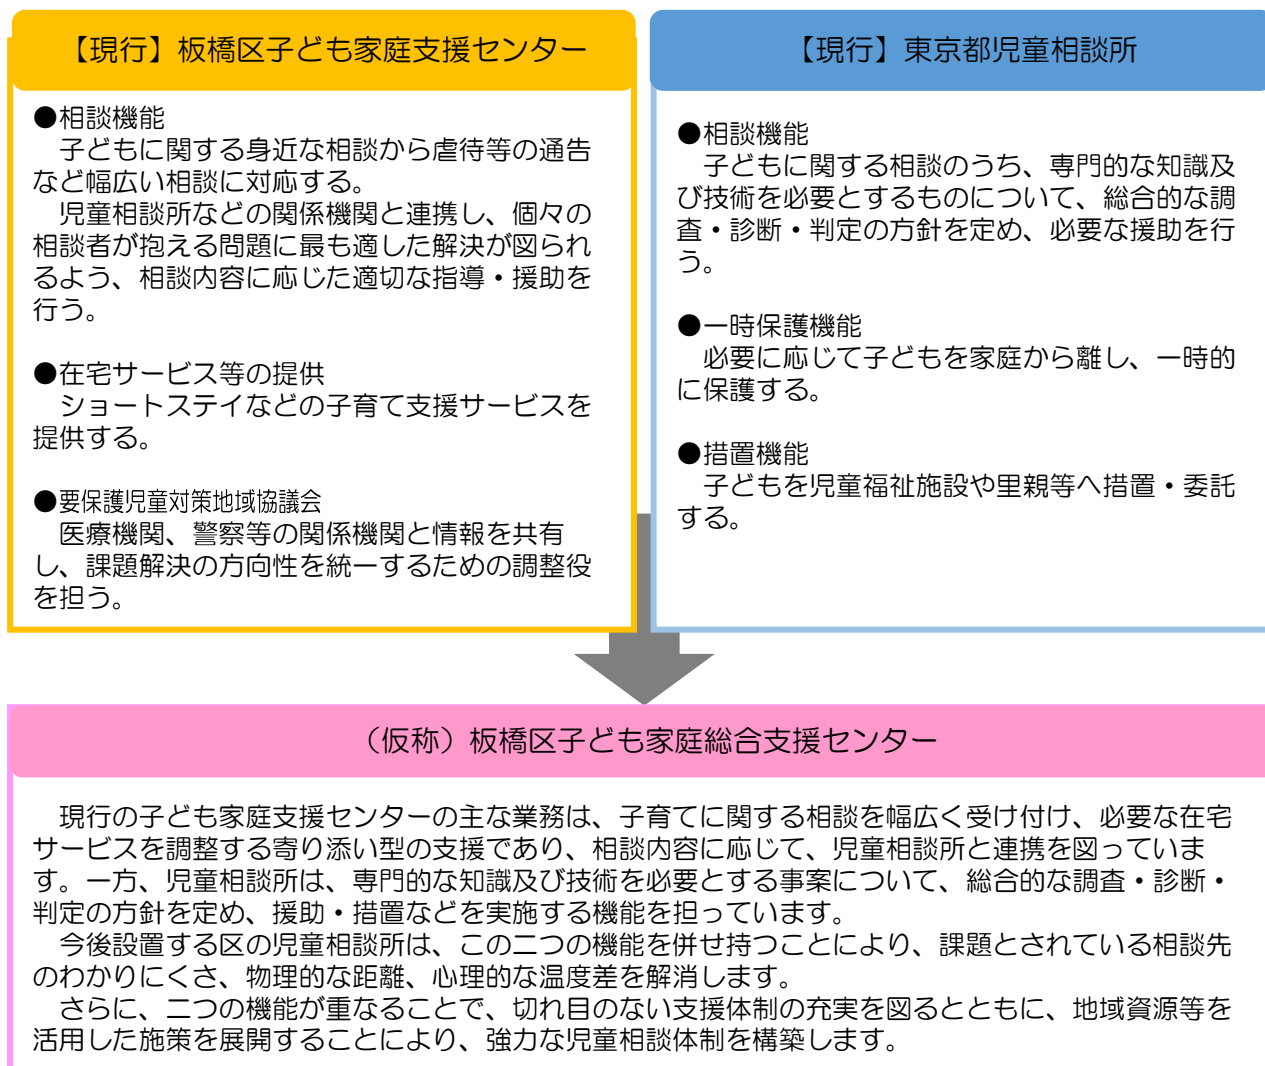 【現行】板橋区子ども家庭支援センター
●相談機能
　子どもに関する身近な相談から虐待等の通告
など幅広い相談に対応する。
　児童相談所などの関係機関と連携し、個々の
相談者が抱える問題に最も適した解決が図られ
るよう、相談内容に応じた適切な指導・援助を
行う。
●在宅サービス等の提供
　ショートステイなどの子育て支援サービスを
提供する。
●要保護児童対策地域協議会
　医療機関、警察等の関係機関と情報を共有
し、課題解決の方向性を統一するための調整役
を担う。
【現行】東京都児童相談所
●相談機能
　子どもに関する相談のうち、専門的な知識及
び技術を必要とするものについて、総合的な調
査・診断・判定の方針を定め、必要な援助を行
う。
●一時保護機能
　必要に応じて子どもを家庭から離し、一時的
に保護する。
●措置機能
　子どもを児童福祉施設や里親等へ措置・委託
する。
（仮称）板橋区子ども家庭総合支援センター
　現行の子ども家庭支援センターの主な業務は、子育てに関する相談を幅広く受け付け、必要な在宅
サービスを調整する寄り添い型の支援であり、相談内容に応じて、児童相談所と連携を図っていま
す。一方、児童相談所は、専門的な知識及び技術を必要とする事案について、総合的な調査・診断・
判定の方針を定め、援助・措置などを実施する機能を担っています。
　今後設置する区の児童相談所は、この二つの機能を併せ持つことにより、課題とされている相談先
のわかりにくさ、物理的な距離、心理的な温度差を解消します。
　さらに、二つの機能が重なることで、切れ目のない支援体制の充実を図るとともに、地域資源等を
活用した施策を展開することにより、強力な児童相談体制を構築します。